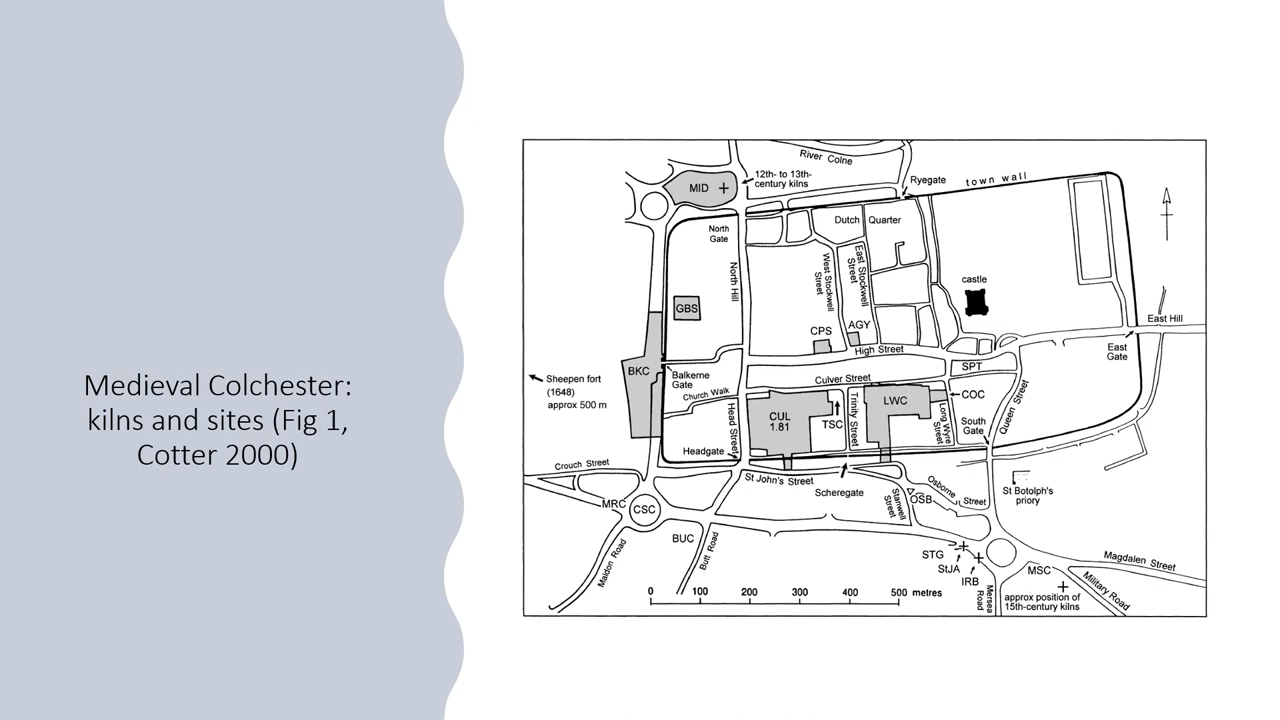 Medieval Colchester:
kilns and sites (Fig 1,
Cotter 2000)
River Colne
MID
12th- to 13th-
century kilns
Ryegate
town wall
North
Gate
Dutch Quarter
North Hill
West Stockwell
Street
East Stockwell
Street
castle
GBS
CPS
AGY
High Street
East Hill
East
Gate
BKC
Balkerne
Gate
Church Walk
Culver Street
SPT
Sheepen fort
(1648)
approx 500 m
Head Street
CUL
1.81
TSC
Trinity Street
LWC
Long Wyre
Street
COC
South
Gate
Queen Street
Headgate
St John's Street
Scheregate
Crouch Street
MRC
CSC
Stanwell
Street
OSB
Osborne Street
St Botolph's
priory
BUC
Butt Road
Maldon Road
STG
StJA
IRB
Mersea
Road
MSC
Magdalen Street
Military Road
approx position of
15th-century kilns
0 100 200 300 400 500 metres